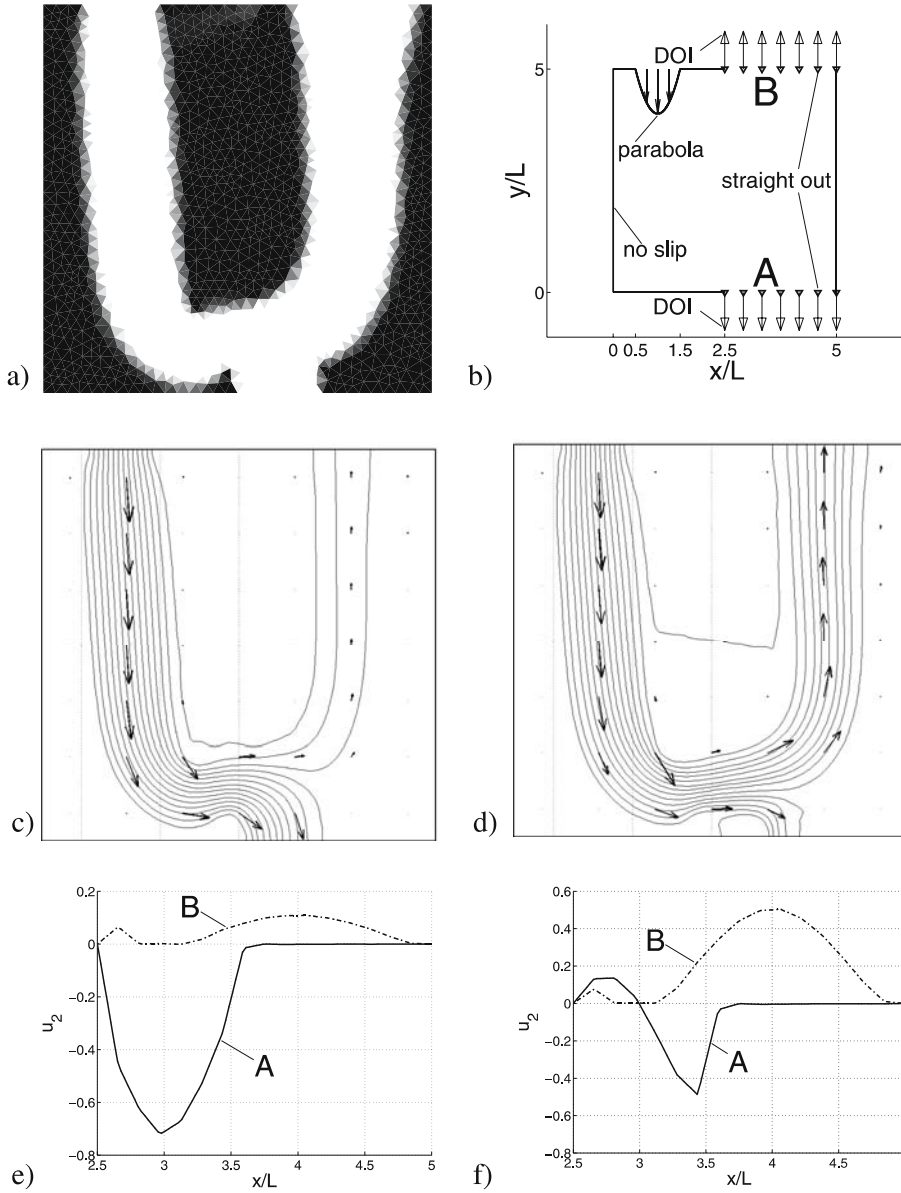 a)
b)
DOI
B
5
parabola
straight out
y/L
no slip
A
0
DOI
0 0.5 1.5 2.5 5
x/L
c)
d)
e)
0.2
0
−0.2
−0.4
−0.6
−0.8
u2
B
A
2.5 3 3.5 4 4.5 5
x/L
f)
0.6
0.4
0.2
0
−0.2
−0.4
−0.6
−0.8
u2
B
A
2.5 3 3.5 4 4.5
x/L